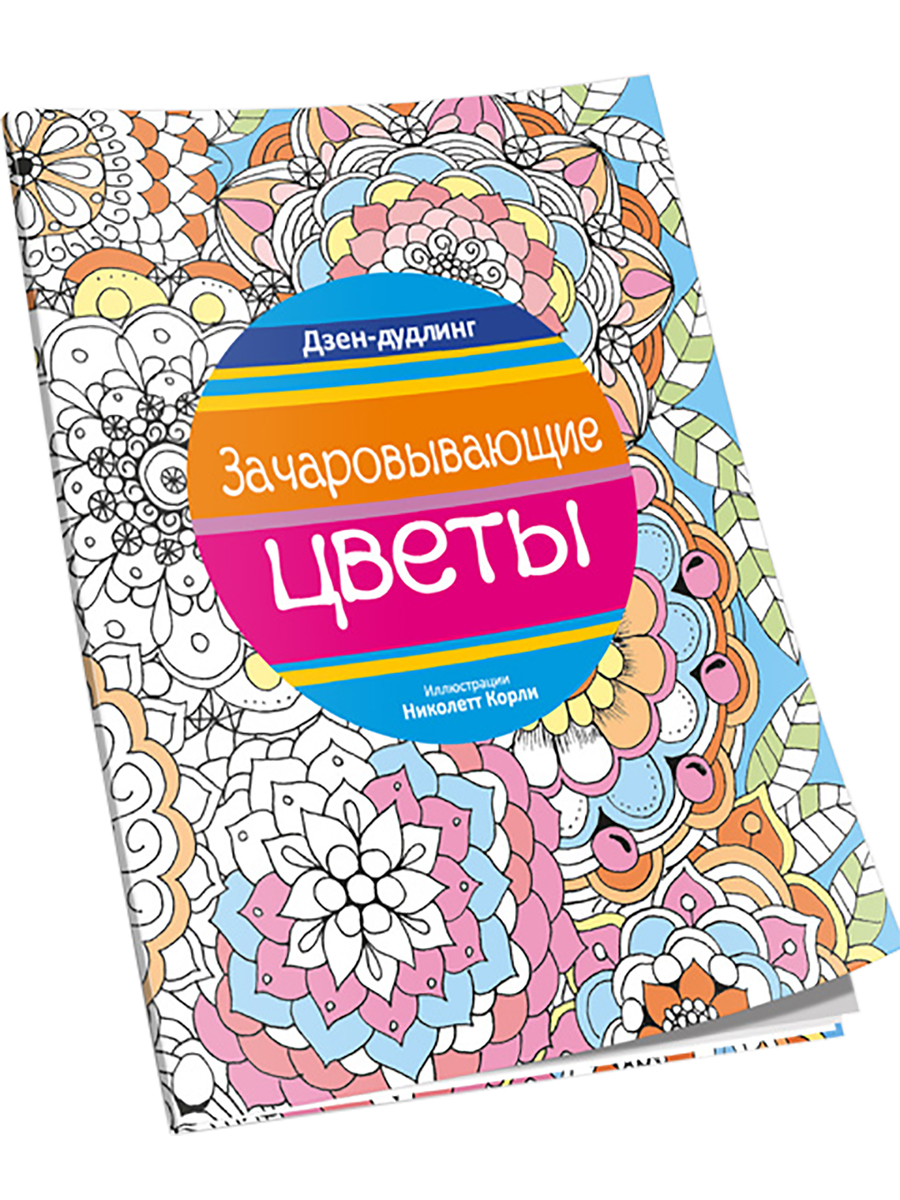 Дзен-дудлинг
Зачаровывающие
цветы
Иллюстрации
Николетт Корли